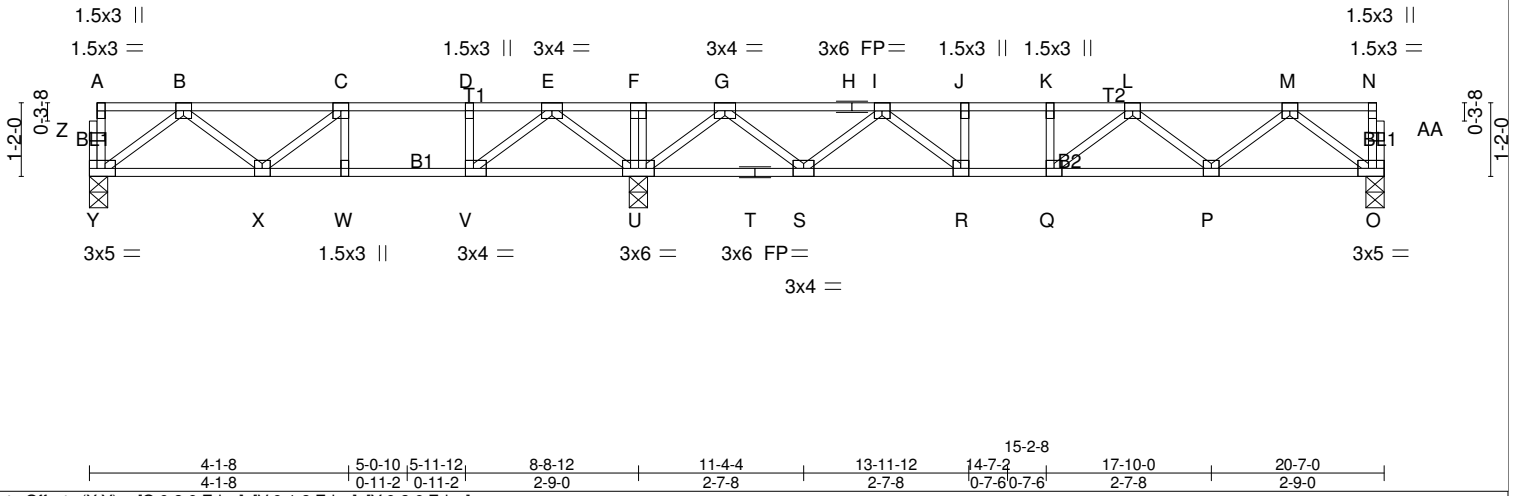 1.5x3 || 1.5x3 ||
1.5x3 = 1.5x3 || 3x4 = 3x4 = 3x6 FP= 1.5x3 || 1.5x3 || 1.5x3 =
A B C D E F G H I J K L M N
T1 T2
0-3-8 0-3-8
1-2-0 1-2-0
Z AA
BL1 BL1
B1 B2
Y X W V U T S R Q P O
3x5 = 1.5x3 || 3x4 = 3x6 = 3x6 FP= 3x5 =
3x4 =
15-2-8
4-1-8 5-0-10 5-11-12 8-8-12 11-4-4 13-11-12 14-7-2 17-10-0 20-7-0
4-1-8 0-11-2 0-11-2 2-9-0 2-7-8 2-7-8 0-7-6 0-7-6 2-7-8 2-9-0